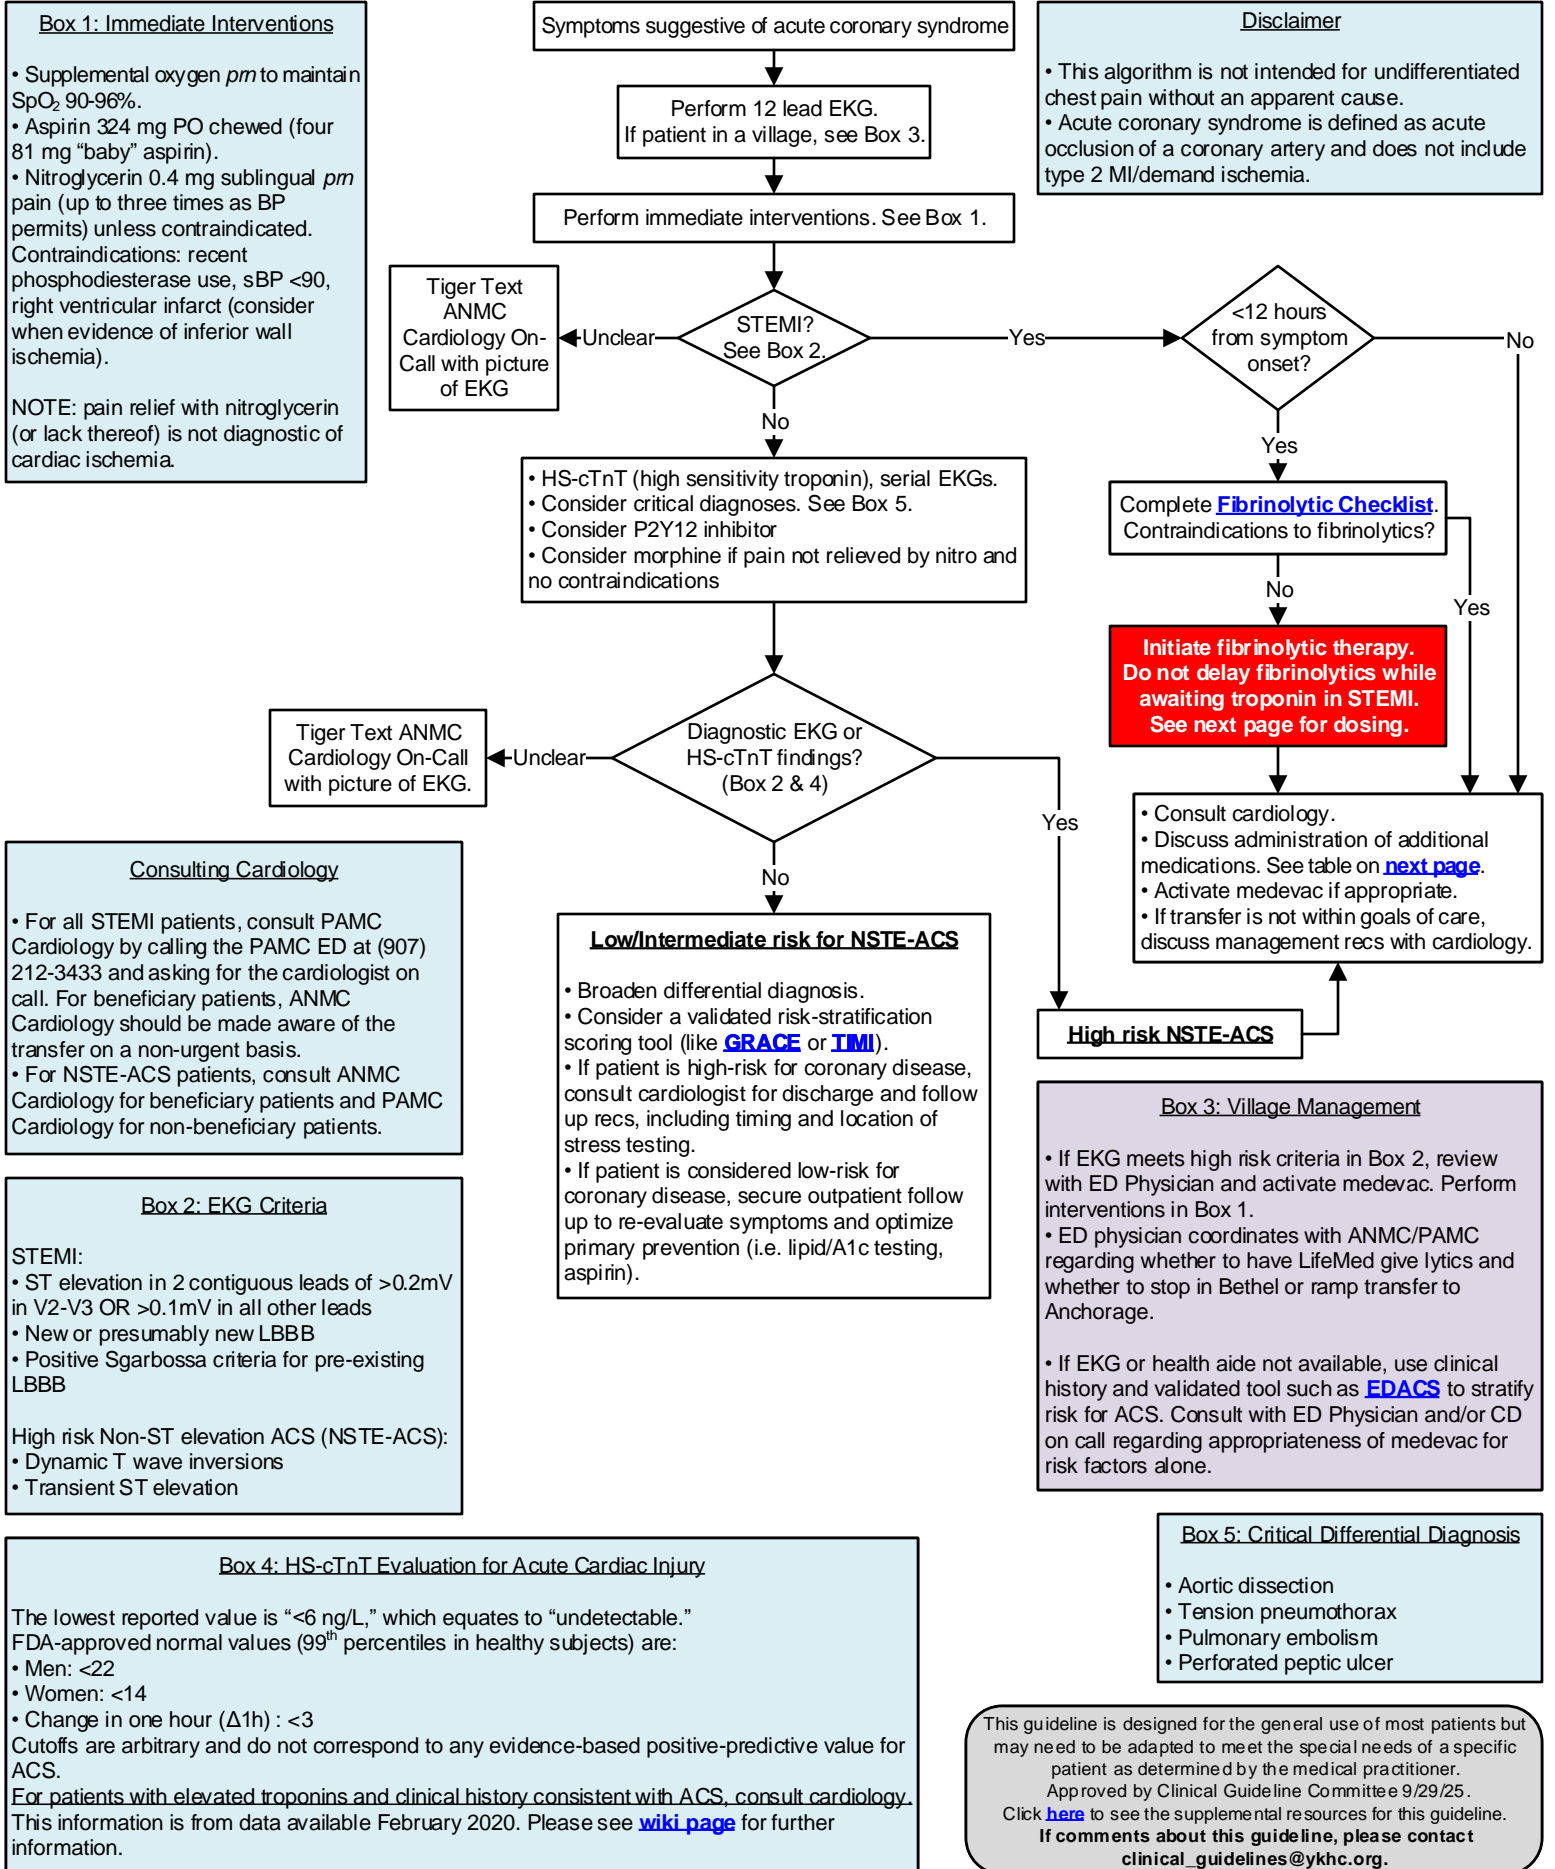 Box 1: Immediate Interventions
• Supplemental oxygen prn to maintain
SpO₂ 90-96%.
• Aspirin 324 mg PO chewed (four
81 mg “baby” aspirin).
• Nitroglycerin 0.4 mg sublingual prn
pain (up to three times as BP
permits) unless contraindicated.
Contraindications: recent
phosphodiesterase use, sBP <90,
right ventricular infarct (consider
when evidence of inferior wall
ischemia).
NOTE: pain relief with nitroglycerin
(or lack thereof) is not diagnostic of
cardiac ischemia.
Symptoms suggestive of acute coronary syndrome
Perform 12 lead EKG.
If patient in a village, see Box 3.
Perform immediate interventions. See Box 1.
Disclaimer
• This algorithm is not intended for undifferentiated
chest pain without an apparent cause.
• Acute coronary syndrome is defined as acute
occlusion of a coronary artery and does not include
type 2 MI/demand ischemia.
Tiger Text
ANMC
Cardiology On-
Call with picture
of EKG
Unclear
STEMI?
See Box 2.
Yes
<12 hours
from symptom
onset?
No
No
Yes
• HS-cTnT (high sensitivity troponin), serial EKGs.
• Consider critical diagnoses. See Box 5.
• Consider P2Y12 inhibitor
• Consider morphine if pain not relieved by nitro and
no contraindications
Complete Fibrinolytic Checklist.
Contraindications to fibrinolytics?
No
Yes
Initiate fibrinolytic therapy.
Do not delay fibrinolytics while
awaiting troponin in STEMI.
See next page for dosing.
Tiger Text ANMC
Cardiology On-Call
with picture of EKG.
Unclear
Diagnostic EKG or
HS-cTnT findings?
(Box 2 & 4)
Yes
No
• Consult cardiology.
• Discuss administration of additional
medications. See table on next page.
• Activate medevac if appropriate.
• If transfer is not within goals of care,
discuss management recs with cardiology.
High risk NSTE-ACS
Consulting Cardiology
• For all STEMI patients, consult PAMC
Cardiology by calling the PAMC ED at (907)
212-3433 and asking for the cardiologist on
call. For beneficiary patients, ANMC
Cardiology should be made aware of the
transfer on a non-urgent basis.
• For NSTE-ACS patients, consult ANMC
Cardiology for beneficiary patients and PAMC
Cardiology for non-beneficiary patients.
Low/Intermediate risk for NSTE-ACS
• Broaden differential diagnosis.
• Consider a validated risk-stratification
scoring tool (like GRACE or TIMI).
• If patient is high-risk for coronary disease,
consult cardiologist for discharge and follow
up recs, including timing and location of
stress testing.
• If patient is considered low-risk for
coronary disease, secure outpatient follow
up to re-evaluate symptoms and optimize
primary prevention (i.e. lipid/A1c testing,
aspirin).
Box 2: EKG Criteria
STEMI:
• ST elevation in 2 contiguous leads of >0.2mV
in V2-V3 OR >0.1mV in all other leads
• New or presumably new LBBB
• Positive Sgarbossa criteria for pre-existing
LBBB
High risk Non-ST elevation ACS (NSTE-ACS):
• Dynamic T wave inversions
• Transient ST elevation
Box 3: Village Management
• If EKG meets high risk criteria in Box 2, review
with ED Physician and activate medevac. Perform
interventions in Box 1.
• ED physician coordinates with ANMC/PAMC
regarding whether to have LifeMed give lytics and
whether to stop in Bethel or ramp transfer to
Anchorage.
• If EKG or health aide not available, use clinical
history and validated tool such as EDACS to stratify
risk for ACS. Consult with ED Physician and/or CD
on call regarding appropriateness of medevac for
risk factors alone.
Box 4: HS-cTnT Evaluation for Acute Cardiac Injury
The lowest reported value is “<6 ng/L,” which equates to “undetectable.”
FDA-approved normal values (99th percentiles in healthy subjects) are:
• Men: <22
• Women: <14
• Change in one hour (Δ1h) : <3
Cutoffs are arbitrary and do not correspond to any evidence-based positive-predictive value for
ACS.
For patients with elevated troponins and clinical history consistent with ACS, consult cardiology.
This information is from data available February 2020. Please see wiki page for further
information.
Box 5: Critical Differential Diagnosis
• Aortic dissection
• Tension pneumothorax
• Pulmonary embolism
• Perforated peptic ulcer
This guideline is designed for the general use of most patients but
may need to be adapted to meet the special needs of a specific
patient as determined by the medical practitioner.
Approved by Clinical Guideline Committee 9/29/25.
Click here to see the supplemental resources for this guideline.
If comments about this guideline, please contact
clinical_guidelines@ykhc.org.